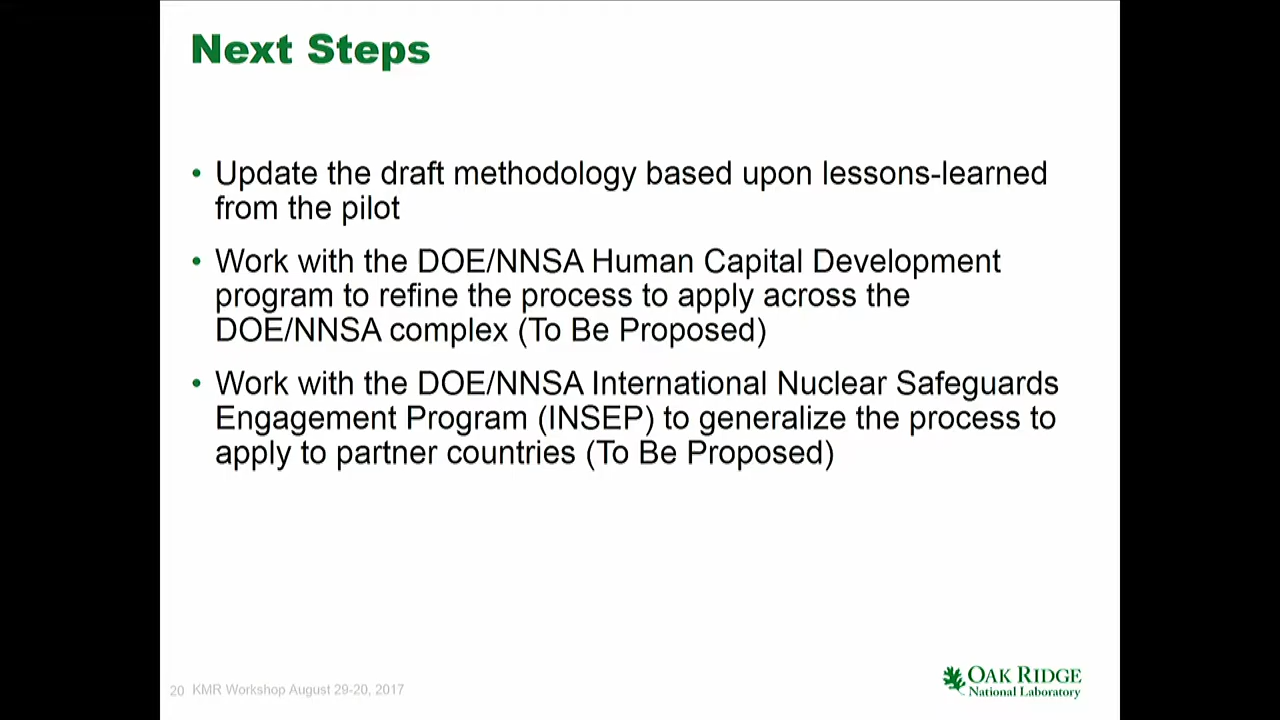 Next Steps
• Update the draft methodology based upon lessons-learned
from the pilot
• Work with the DOE/NNSA Human Capital Development
program to refine the process to apply across the
DOE/NNSA complex (To Be Proposed)
• Work with the DOE/NNSA International Nuclear Safeguards
Engagement Program (INSEP) to generalize the process to
apply to partner countries (To Be Proposed)
20 KMR Workshop August 29-20, 2017
OAK RIDGE
National Laboratory